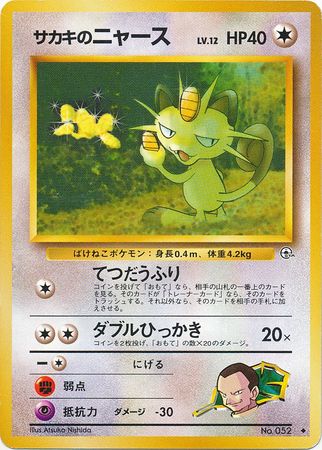 サカキのニャース LV.12 HP40
ばけねこポケモン：身長0.4m、体重4.2kg
てつだうふり
コインを投げて「おもて」なら、相手の山札の一番上のカード
を見る。そのカードが「トレーナーカード」なら、そのカードを
トラッシュする。それ以外なら、そのカードを相手の手札に加
えさせる。
ダブルひっかき 20×
コインを2枚投げ、「おもて」の数×20のダメージ。
にげる
弱点
抵抗力 ダメージ -30
Illus.Atsuko Nishida
No.052